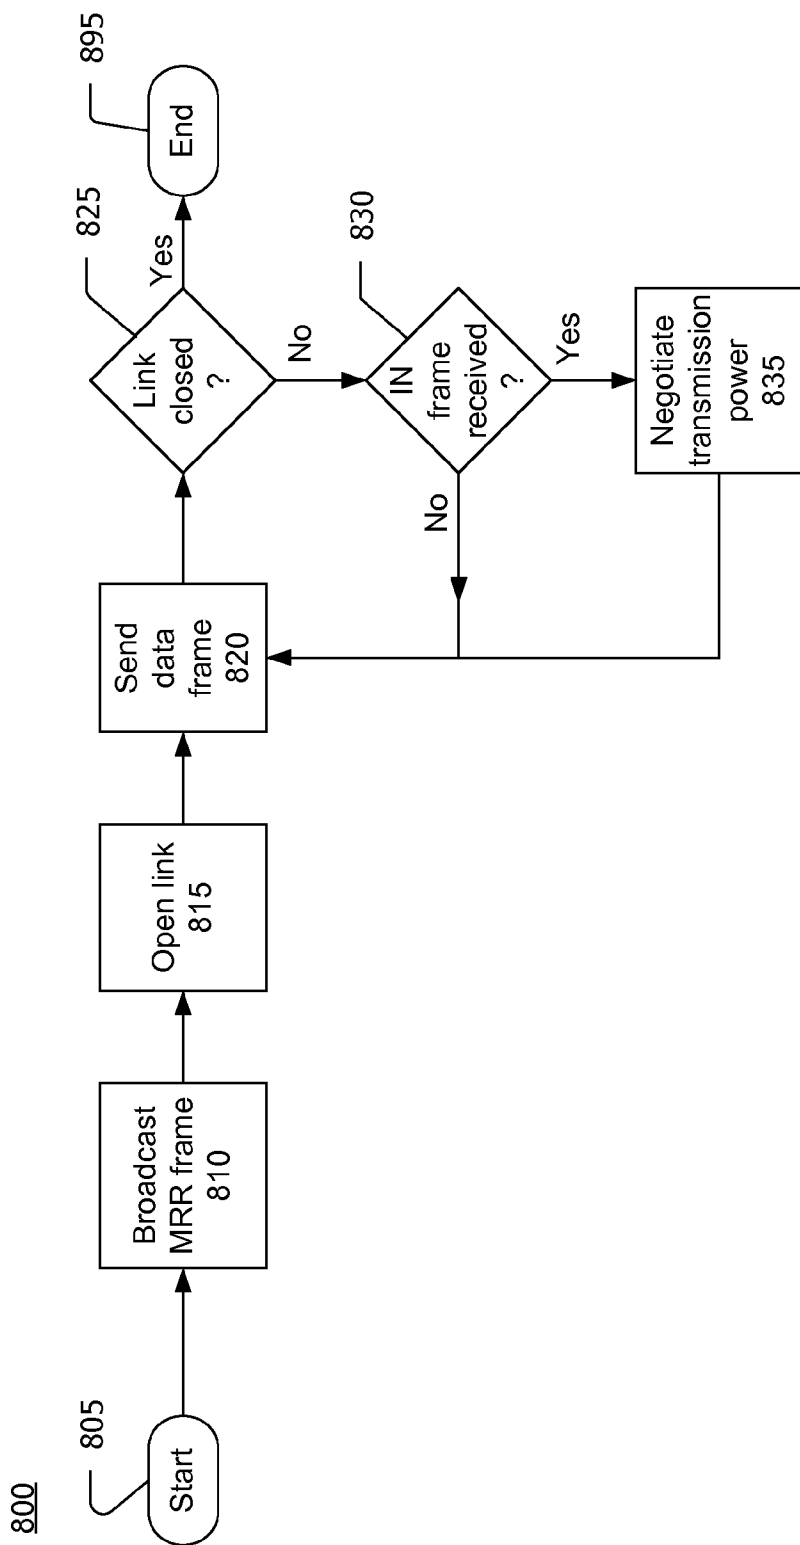 800
805
Start
Broadcast
MRR frame
810
Open link
815
Send
data
frame
820
825
Link
closed
?
Yes
895
End
No
830
IN
frame
received
?
No
Yes
Negotiate
transmission
power
835